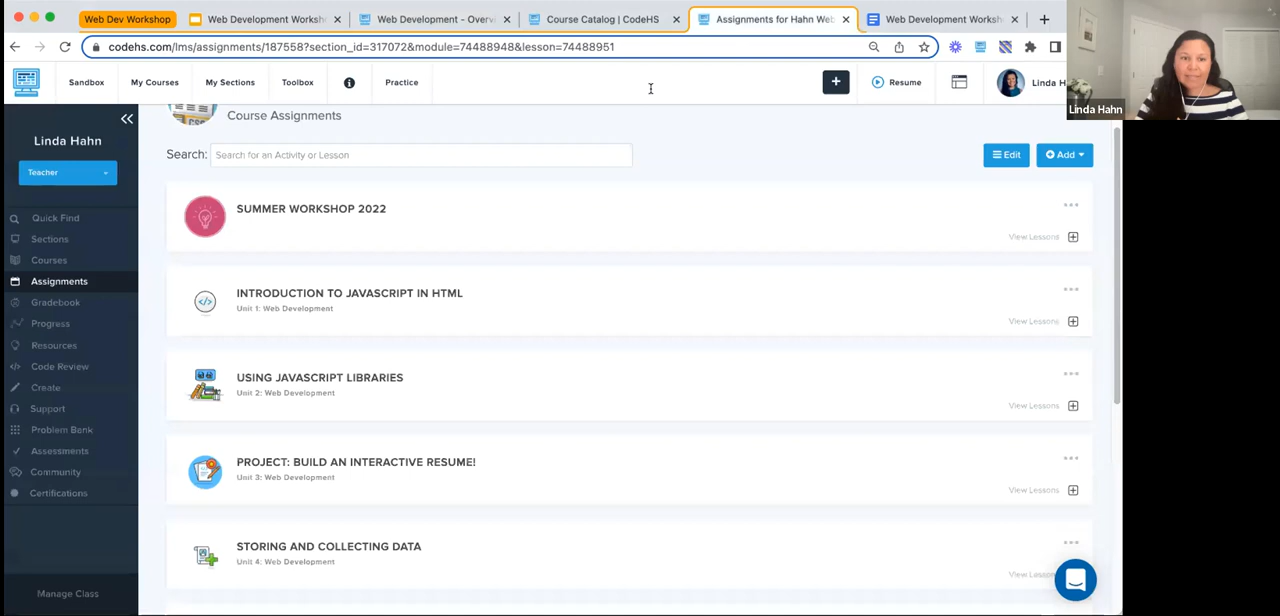 Web Dev Workshop
Web Development Worksh
Web Development - Overvi
Course Catalog | CodeHS
Assignments for Hahn Web
Web Development Worksh
codehs.com/lms/assignments/187558?section_id=317072&module=74488948&lesson=74488951
Sandbox
My Courses
My Sections
Toolbox
Practice
Resume
Linda H
Linda Hahn
Linda Hahn
Teacher
Quick Find
Sections
Courses
Assignments
Gradebook
Progress
Resources
Code Review
Create
Support
Problem Bank
Assessments
Community
Certifications
Manage Class
Course Assignments
Search: Search for an Activity or Lesson
Edit
Add
SUMMER WORKSHOP 2022
View Lessons
INTRODUCTION TO JAVASCRIPT IN HTML
Unit 1: Web Development
View Lessons
USING JAVASCRIPT LIBRARIES
Unit 2: Web Development
View Lessons
PROJECT: BUILD AN INTERACTIVE RESUME!
Unit 3: Web Development
View Lessons
STORING AND COLLECTING DATA
Unit 4: Web Development
View Lessons